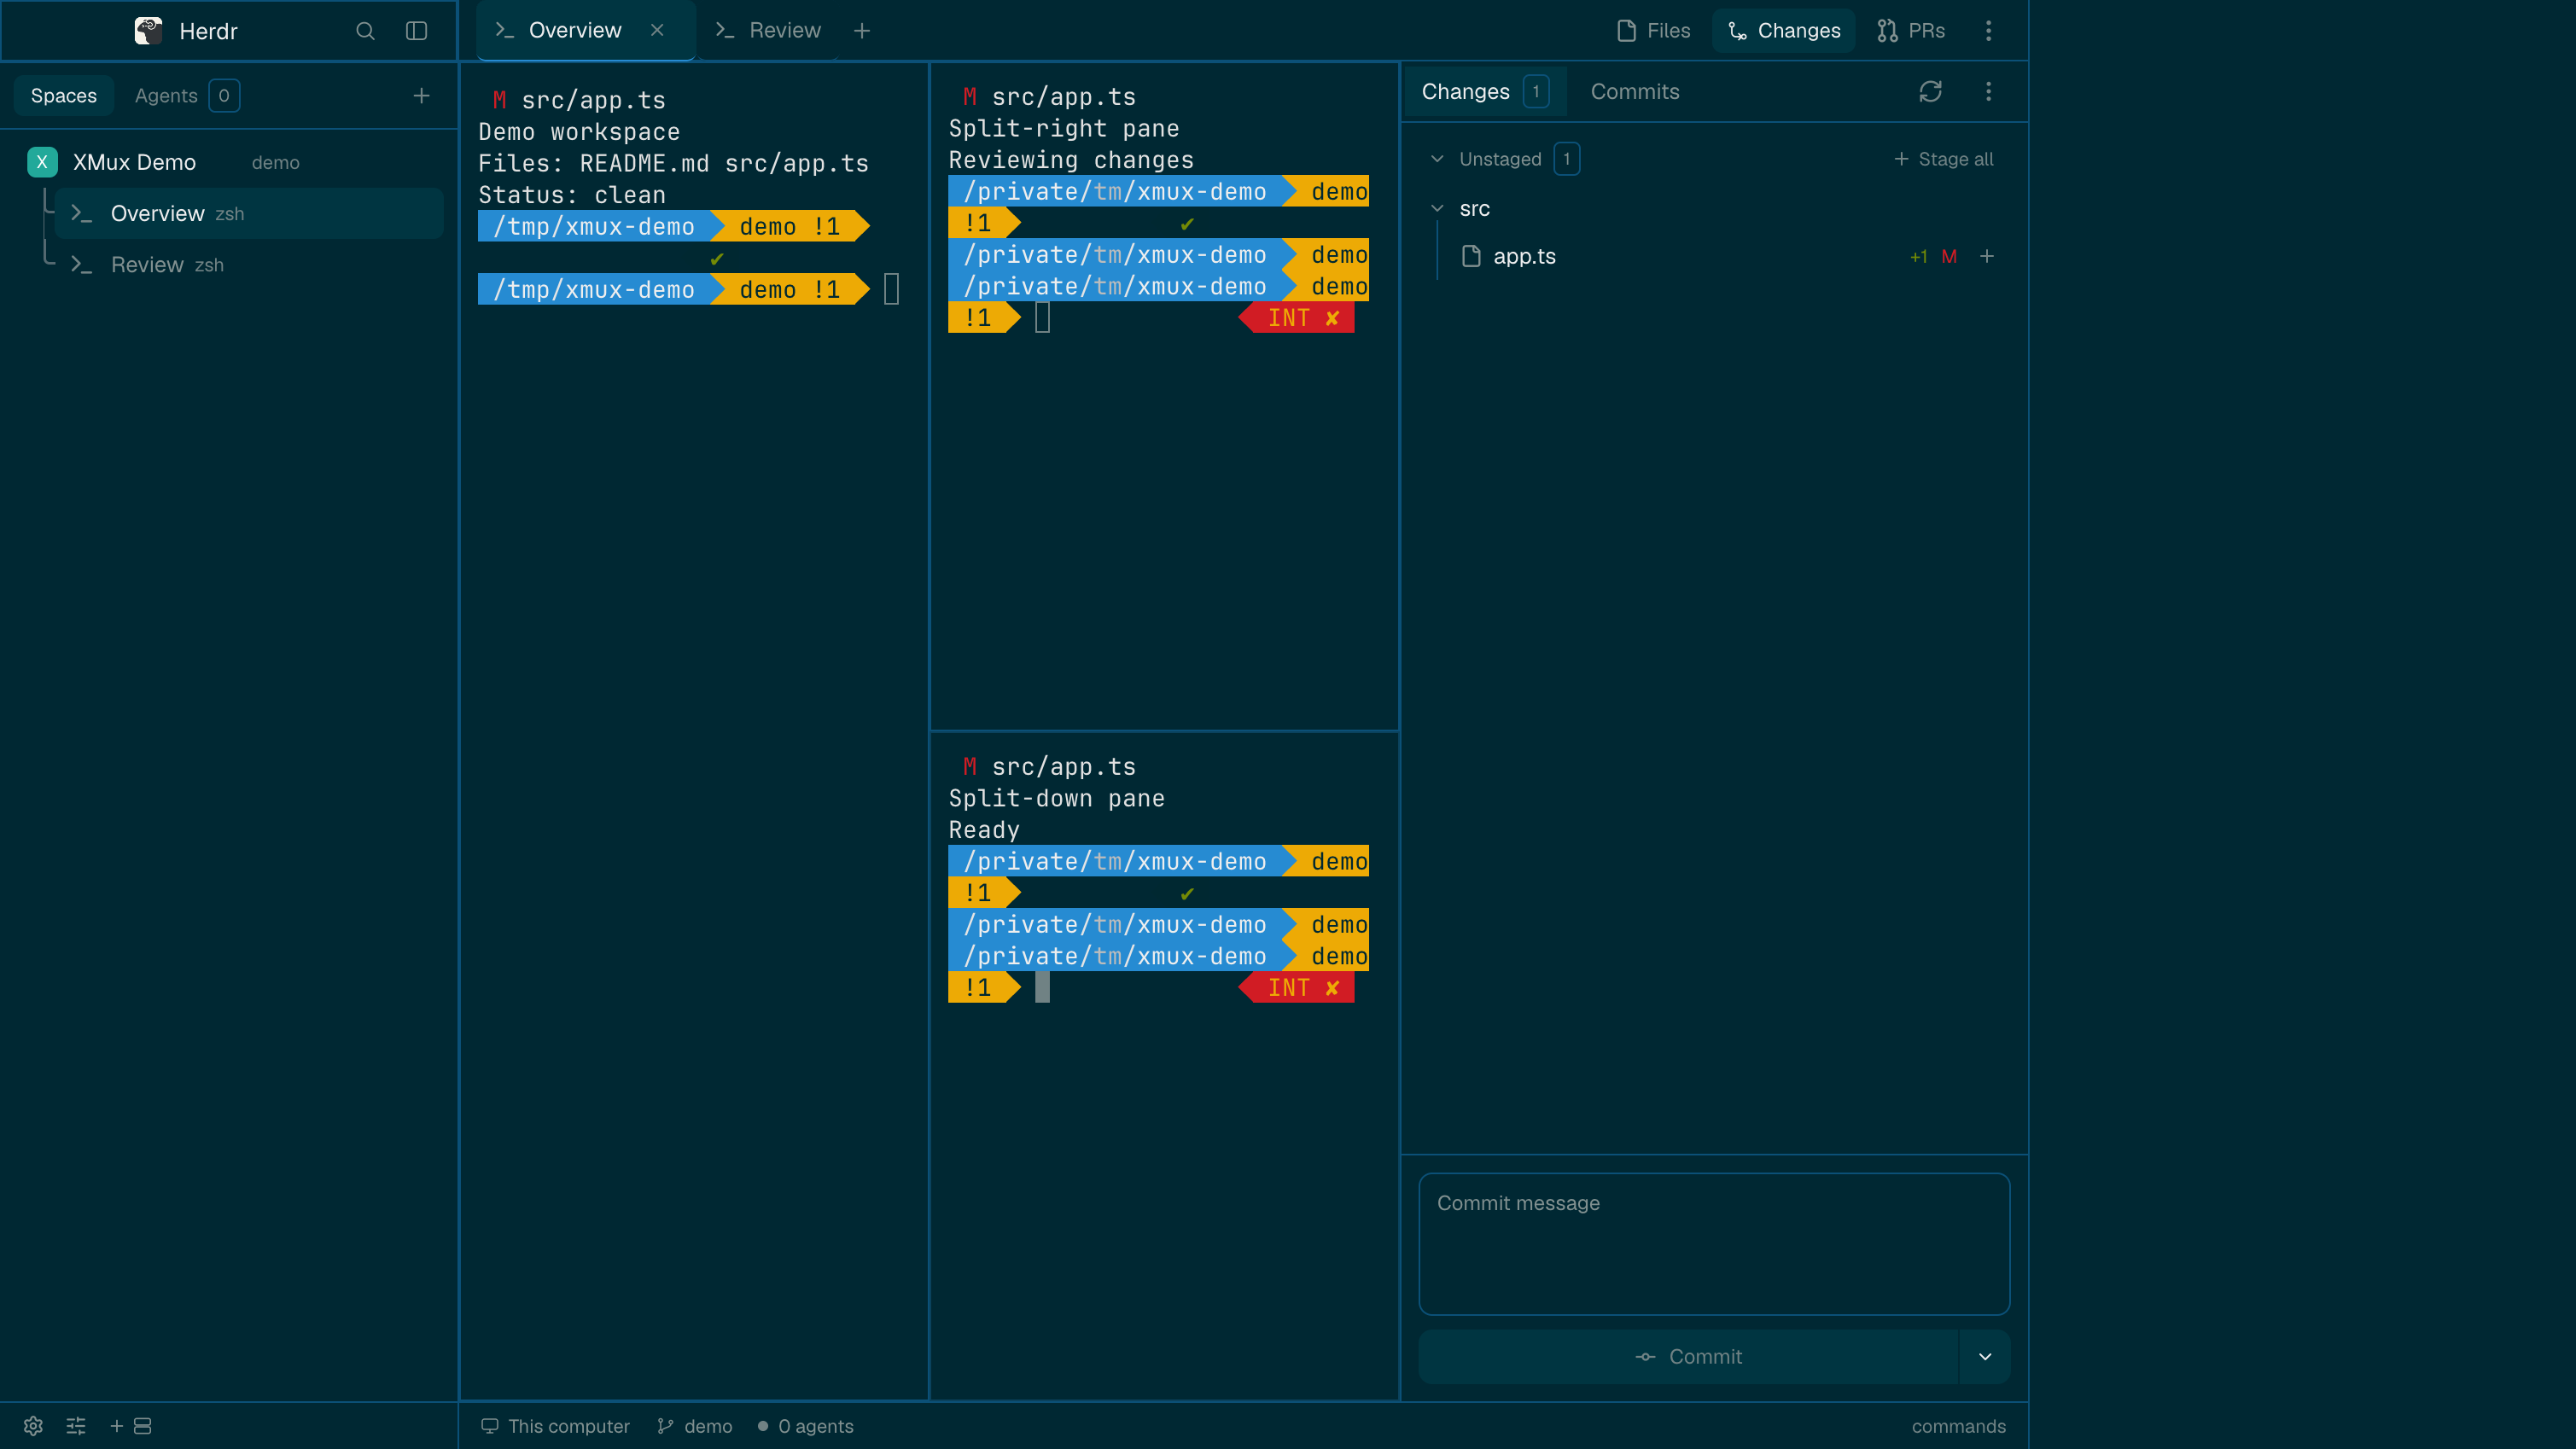 Herdr
Overview
Review
Files
Changes
PRs
Spaces
Agents 0
XMux Demo demo
Overview zsh
Review zsh
M src/app.ts
Demo workspace
Files: README.md src/app.ts
Status: clean
/tmp/xmux-demo demo !1
✔
/tmp/xmux-demo demo !1
M src/app.ts
Split-right pane
Reviewing changes
/private/tm/xmux-demo demo
!1 ✔
/private/tm/xmux-demo demo
/private/tm/xmux-demo demo
!1 INT ✘
M src/app.ts
Split-down pane
Ready
/private/tm/xmux-demo demo
!1 ✔
/private/tm/xmux-demo demo
/private/tm/xmux-demo demo
!1 INT ✘
Changes 1
Commits
Unstaged 1
+ Stage all
src
app.ts +1 M +
Commit message
Commit
This computer
demo
0 agents
commands
X